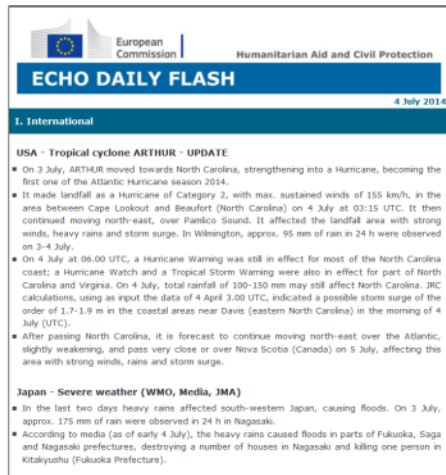 European
Commission
Humanitarian Aid and Civil Protection
ECHO DAILY FLASH
4 July 2014
I. International
USA - Tropical cyclone ARTHUR - UPDATE
On 3 July, ARTHUR moved towards North Carolina, strengthening into a Hurricane, becoming the
first one of the Atlantic Hurricane season 2014.
It made landfall as a Hurricane of Category 2, with max. sustained winds of 155 km/h, in the
area between Cape Lookout and Beaufort (North Carolina) on 4 July at 03:15 UTC. It then
continued moving north-east, over Pamlico Sound. It affected the landfall area with strong
winds, heavy rains and storm surge. In Wilmington, approx. 95 mm of rain in 24 h were observed
on 3-4 July.
On 4 July at 06.00 UTC, a Hurricane Warning was still in effect for most of the North Carolina
coast; a Hurricane Watch and a Tropical Storm Warning were also in effect for part of North
Carolina and Virginia. On 4 July, total rainfall of 100-150 mm may still affect North Carolina. JRC
calculations, using as input the data of 4 April 3.00 UTC, indicated a possible storm surge of the
order of 1.7-1.9 m in the coastal areas near Davis (eastern North Carolina) in the morning of 4
July (UTC).
After passing North Carolina, it is forecast to continue moving north-east over the Atlantic,
slightly weakening, and pass very close or over Nova Scotia (Canada) on 5 July, affecting this
area with strong winds, rains and storm surge.
Japan - Severe weather (WMO, Media, JMA)
In the last two days heavy rains affected south-western Japan, causing floods. On 3 July,
approx. 175 mm of rain were observed in 24 h in Nagasaki.
According to media (as of early 4 July), the heavy rains caused floods in parts of Fukuoka, Saga
and Nagasaki prefectures, destroying a number of houses in Nagasaki and killing one person in
Kitakyushu (Fukuoka Prefecture).